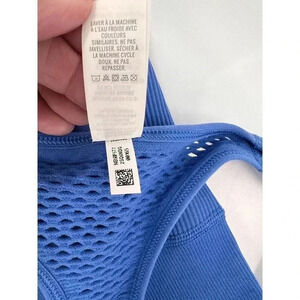 LAVER À LA MACHINE
À L'EAU FROIDE AVEC
COULEURS
SIMILAIRES. NE PAS
JAVELLISER. SÉCHER À
LA MACHINE CYCLE
DOUX. NE PAS
REPASSER.